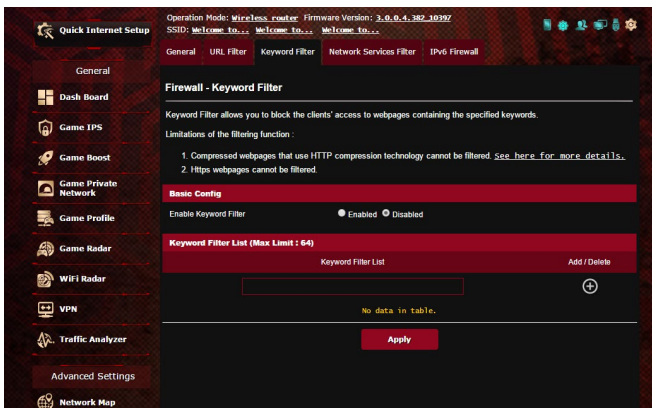 Quick Internet Setup
General
Dash Board
Game IPS
Game Boost
Game Private
Network
Game Profile
Game Radar
WiFi Radar
VPN
Traffic Analyzer
Advanced Settings
Network Map
Operation Mode: Wireless router Firmware Version: 3.0.0.4.382_10397
SSID: Welcome to... Welcome to... Welcome to...
General URL Filter Keyword Filter Network Services Filter IPv6 Firewall
Firewall - Keyword Filter
Keyword Filter allows you to block the clients' access to webpages containing the specified keywords.
Limitations of the filtering function :
1. Compressed webpages that use HTTP compression technology cannot be filtered. See here for more details.
2. Https webpages cannot be filtered.
Basic Config
Enable Keyword Filter Enabled Disabled
Keyword Filter List (Max Limit : 64)
Keyword Filter List Add / Delete
No data in table.
Apply